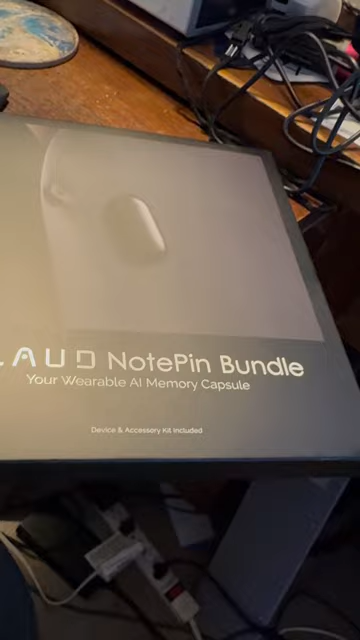 LAUD NotePin Bundle
Your Wearable AI Memory Capsule
Device & Accessory Kit Included